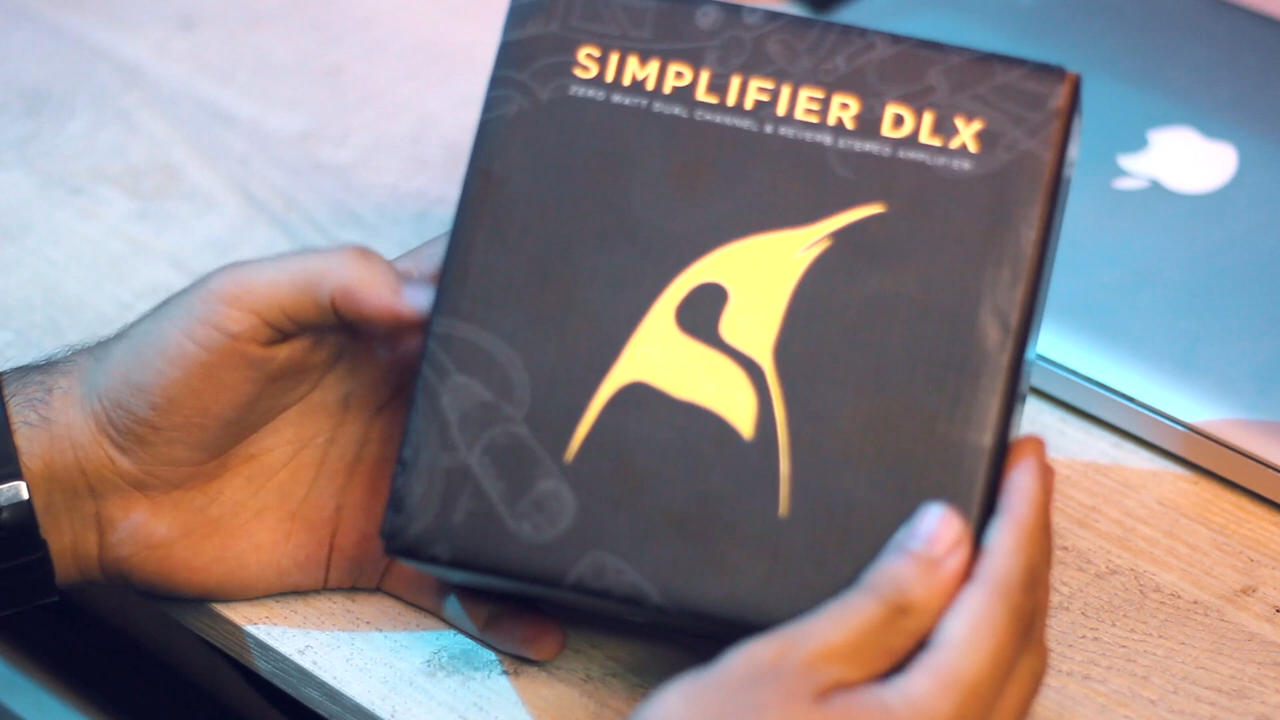 SIMPLIFIER DLX
ZERO WATT DUAL CHANNEL & REVERB STEREO AMPLIFIER